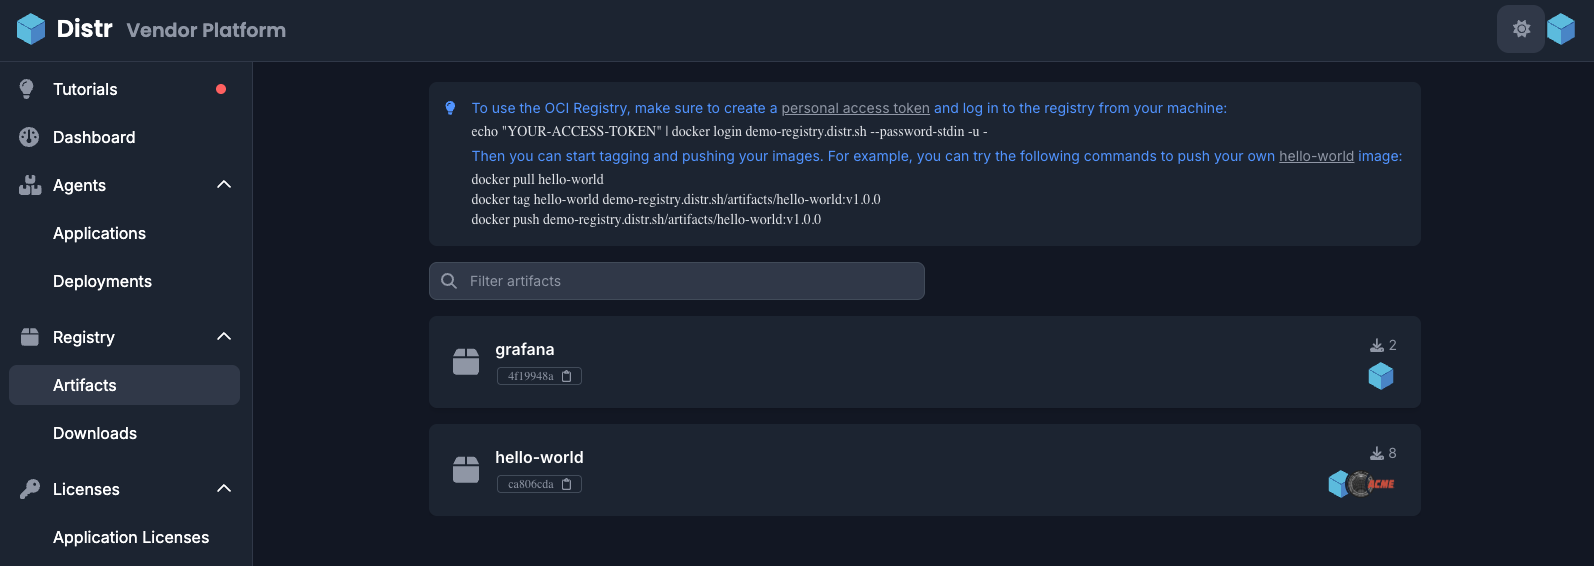 Distr Vendor Platform
Tutorials
Dashboard
Agents
Applications
Deployments
Registry
Artifacts
Downloads
Licenses
Application Licenses
To use the OCI Registry, make sure to create a personal access token and log in to the registry from your machine:
echo "YOUR-ACCESS-TOKEN" | docker login demo-registry.distr.sh --password-stdin -u -
Then you can start tagging and pushing your images. For example, you can try the following commands to push your own hello-world image:
docker pull hello-world
docker tag hello-world demo-registry.distr.sh/artifacts/hello-world:v1.0.0
docker push demo-registry.distr.sh/artifacts/hello-world:v1.0.0
Filter artifacts
grafana
4f19948a
2
hello-world
ca806cda
8
ACME